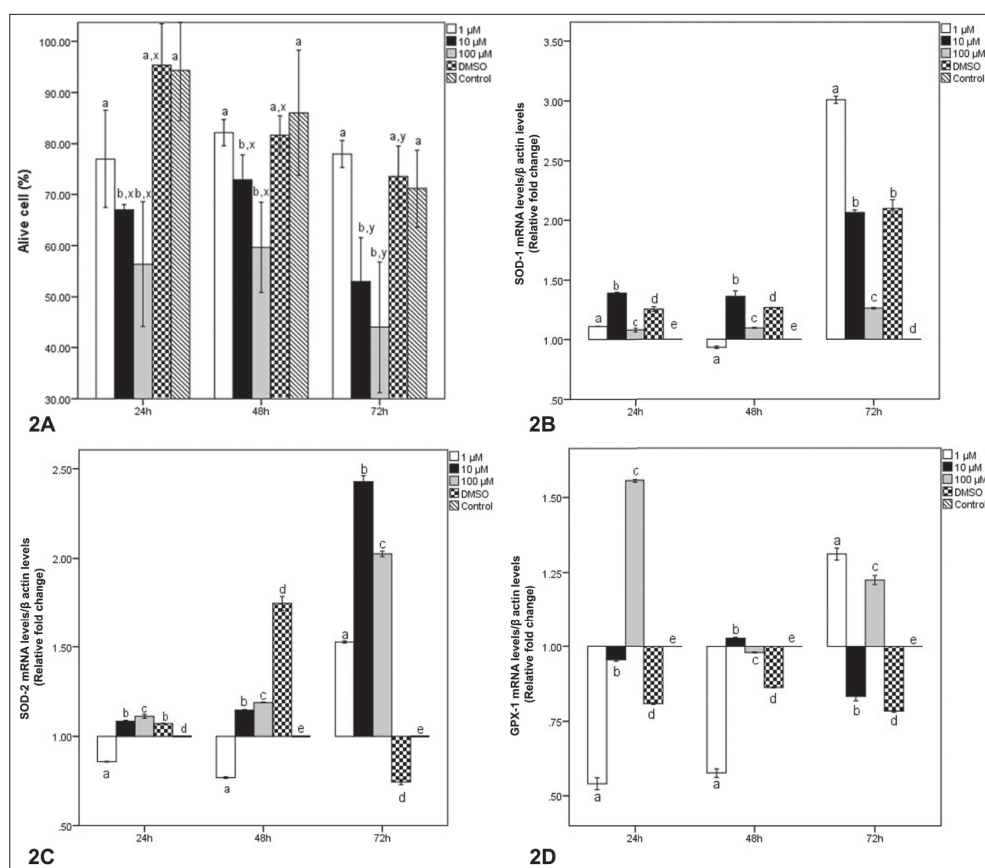 1 µM
10 µM
100 µM
DMSO
Control
100.00
90.00
80.00
70.00
60.00
50.00
40.00
30.00
Alive cell (%)
a
b,x
b,x
a,x
a
a
b,x
b,x
a,x
a
a
b,y
b,y
a,y
a
24h
48h
72h
2A
1 µM
10 µM
100 µM
DMSO
Control
3.50
3.00
2.50
2.00
1.50
1.00
.50
SOD-1 mRNA levels/β actin levels
(Relative fold change)
a
b
c
d
e
a
b
c
d
e
a
b
c
b
d
24h
48h
72h
2B
1 µM
10 µM
100 µM
DMSO
Control
2.50
2.00
1.50
1.00
.50
SOD-2 mRNA levels/β actin levels
(Relative fold change)
a
b
c
b
d
a
b
c
d
e
a
b
c
d
e
24h
48h
72h
2C
1 µM
10 µM
100 µM
DMSO
Control
1.50
1.25
1.00
.75
.50
GPX-1 mRNA levels/β actin levels
(Relative fold change)
a
b
c
d
e
a
b
c
d
e
a
b
c
d
e
24h
48h
72h
2D